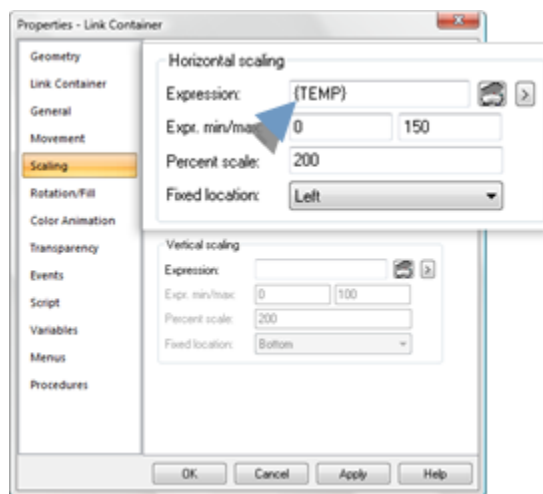 Properties - Link Container
Geometry
Link Container
General
Movement
Scaling
Rotation/Fill
Color Animation
Transparency
Events
Script
Variables
Menus
Procedures
Horizontal scaling
Expression: {TEMP} >
Expr. min/max 0 150
Percent scale: 200
Fixed location: Left
Vertical scaling
Expression: >
Expr. min/max: 0 100
Percent scale: 200
Fixed location: Bottom
OK Cancel Apply Help